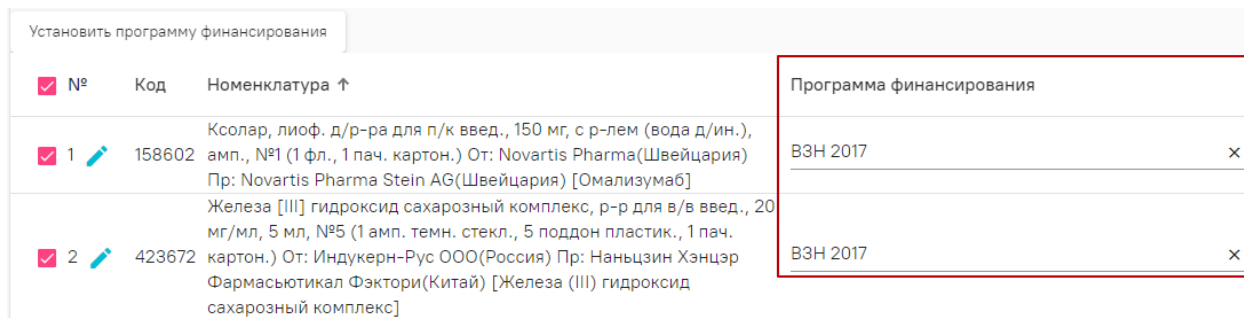 Установить программу финансирования
№ Код Номенклатура ↑ Программа финансирования
Ксолар, лиоф. д/р-ра для п/к введ., 150 мг, с р-лем (вода д/ин.),
1 158602 амп., №1 (1 фл., 1 пач. картон.) От: Novartis Pharma(Швейцария) ВЗН 2017 ×
Пр: Novartis Pharma Stein AG(Швейцария) [Омализумаб]
Железа [III] гидроксид сахарозный комплекс, р-р для в/в введ., 20
мг/мл, 5 мл, №5 (1 амп. темн. стекл., 5 поддон пластик., 1 пач.
2 423672 картон.) От: Индукерн-Рус ООО(Россия) Пр: Наньцзин Хэнцэр ВЗН 2017 ×
Фармасьютикал Фэктори(Китай) [Железа (III) гидроксид
сахарозный комплекс]